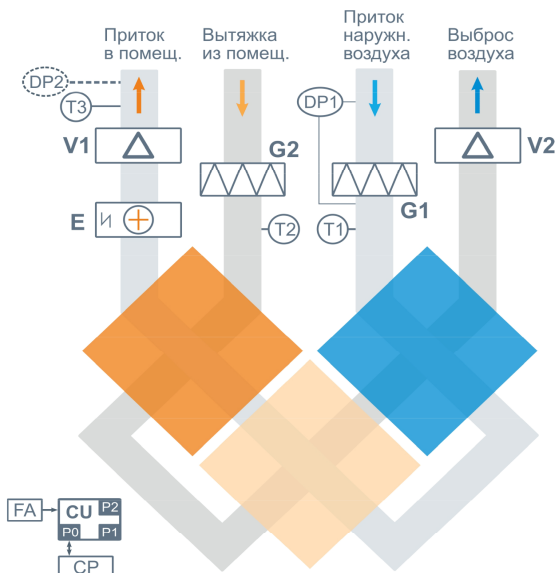 Приток
в помещ.
Вытяжка
из помещ.
Приток
наружн.
воздуха
Выброс
воздуха
DP2
T3
DP1
V1
G2
V2
E
И
G1
T2
T1
FA
CU
P2
P0
P1
CP